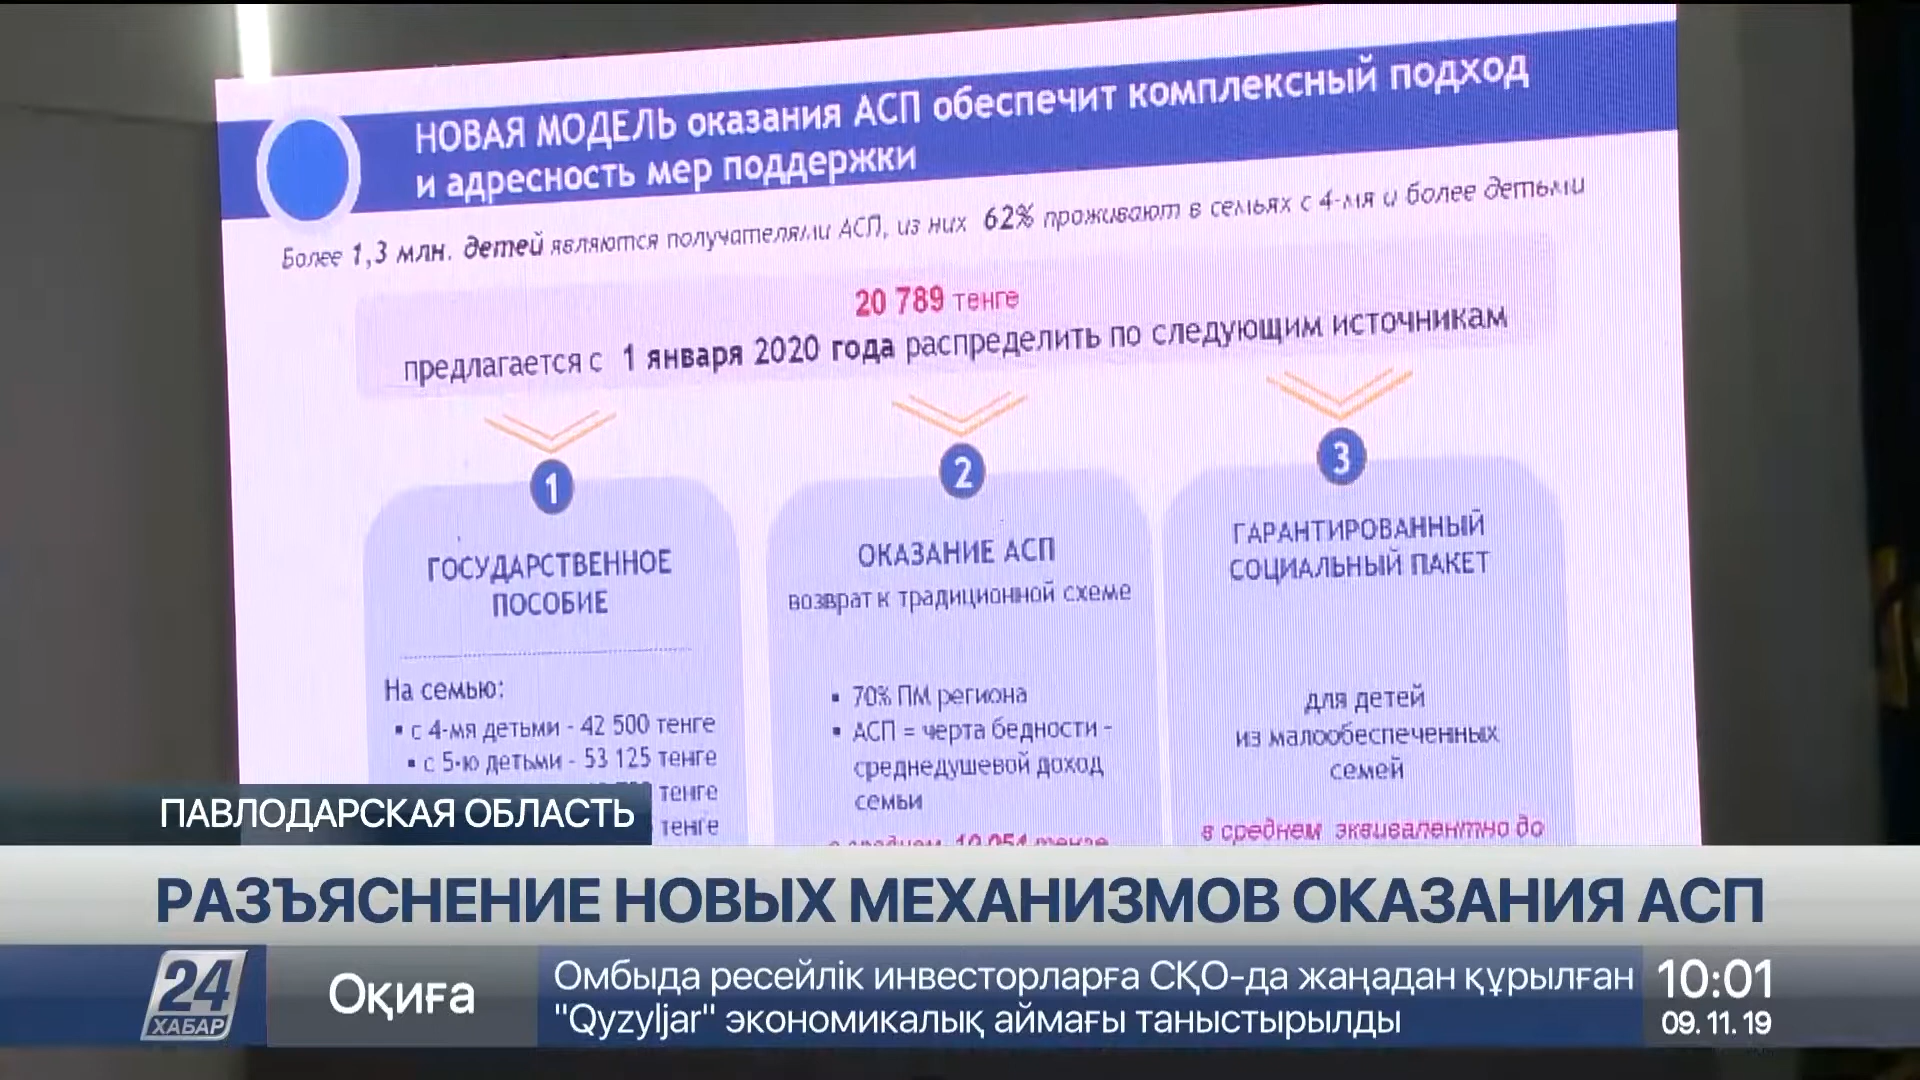 НОВАЯ МОДЕЛЬ оказания АСП обеспечит комплексный подход
и адресность мер поддержки
Более 1,3 млн. детей являются получателями АСП, из них 62% проживают в семьях с 4-мя и более детьми
20 789 тенге
предлагается с 1 января 2020 года распределить по следующим источникам
1
ГОСУДАРСТВЕННОЕ
ПОСОБИЕ
На семью:
▪ с 4-мя детьми - 42 500 тенге
▪ с 5-ю детьми - 53 125 тенге
тенге
тенге
2
ОКАЗАНИЕ АСП
возврат к традиционной схеме
▪ 70% ПМ региона
▪ АСП = черта бедности -
среднедушевой доход
семьи
в среднем 10 054 тенге
3
ГАРАНТИРОВАННЫЙ
СОЦИАЛЬНЫЙ ПАКЕТ
для детей
из малообеспеченных
семей
в среднем эквивалентно до
ПАВЛОДАРСКАЯ ОБЛАСТЬ
РАЗЪЯСНЕНИЕ НОВЫХ МЕХАНИЗМОВ ОКАЗАНИЯ АСП
24
ХАБАР
Оқиға
Омбыда ресейлік инвесторларға СҚО-да жаңадан құрылған
"Qyzyljar" экономикалық аймағы таныстырылды
10:01
09. 11. 19